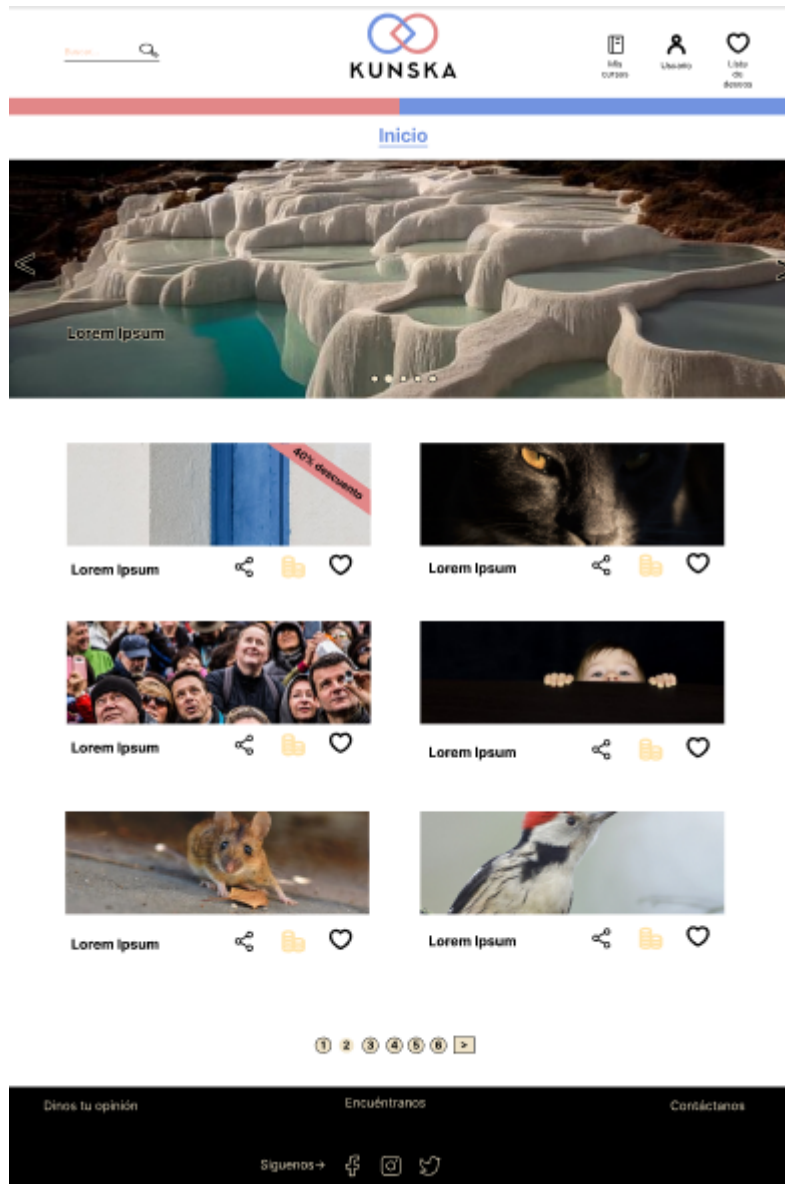 Buscar...
KUNSKA
Mis
cursos
Usuario
Lista
de
deseos
Inicio
<
>
Lorem Ipsum
40% descuento
Lorem Ipsum
Lorem Ipsum
Lorem Ipsum
Lorem Ipsum
Lorem Ipsum
Lorem Ipsum
1 2 3 4 5 6 >
Dinos tu opinión
Encuéntranos
Contáctanos
Síguenos→